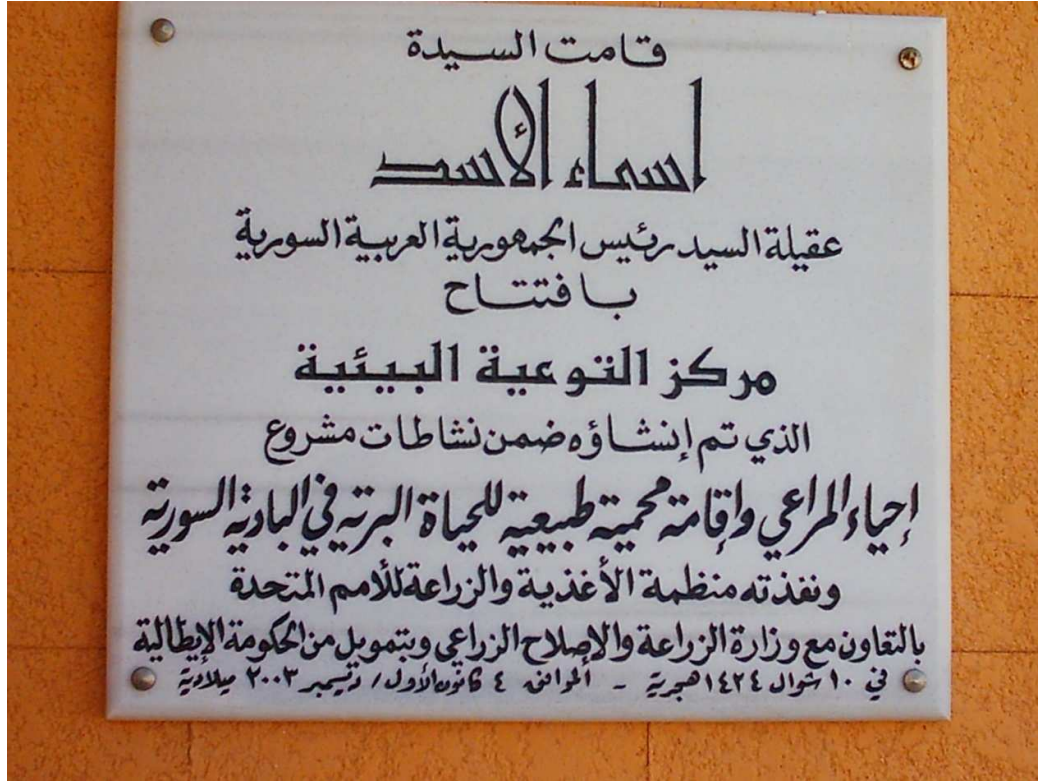 قامت السيدة
اسماء الأسد
عقيلة السيد رئيس الجمهورية العربية السورية
بافتتاح
مركز التوعية البيئية
الذي تم إنشاؤه ضمن نشاطات مشروع
إحياء المراعي وإقامة محمية طبيعية للحياة البرية في البادية السورية
ونفذته منظمة الأغذية والزراعة للأمم المتحدة
بالتعاون مع وزارة الزراعة والإصلاح الزراعي وبتمويل من الحكومة الإيطالية
في ١٠ شوال ١٤٢٤ هجرية - الموافق ٤ كانون الأول / ديسمبر ٢٠٠٣ ميلادية